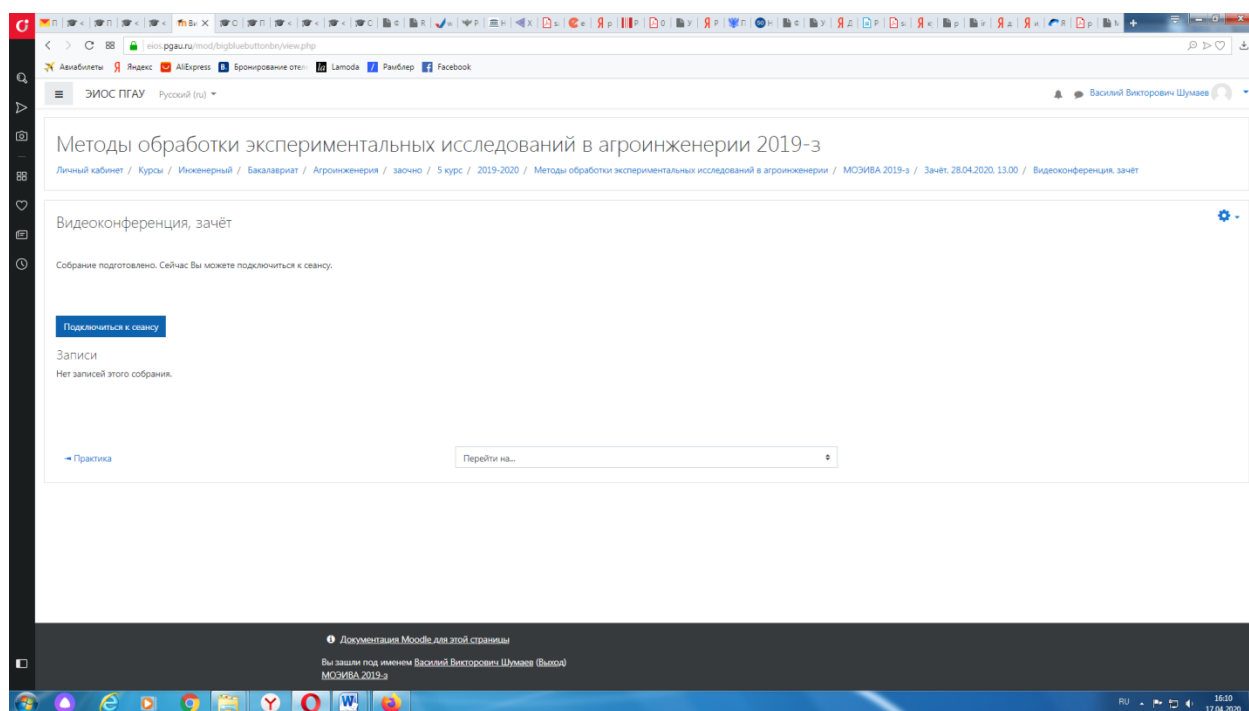 eios.pgau.ru/mod/bigbluebuttonbn/view.php
Авиабилеты Яндекс AliExpress Бронирование отел Lamoda Рамблер Facebook
ЭИОС ПГАУ Русский (ru) Василий Викторович Шумаев
Методы обработки экспериментальных исследований в агроинженерии 2019-з
Личный кабинет / Курсы / Инженерный / Бакалавриат / Агроинженерия / заочно / 5 курс / 2019-2020 / Методы обработки экспериментальных исследований в агроинженерии / МОЭИВА 2019-з / Зачёт, 28.04.2020, 13.00 / Видеоконференция, зачёт
Видеоконференция, зачёт
Собрание подготовлено. Сейчас Вы можете подключиться к сеансу.
Подключиться к сеансу
Записи
Нет записей этого собрания.
◄ Практика Перейти на...
Документация Moodle для этой страницы
Вы зашли под именем Василий Викторович Шумаев (Выход)
МОЭИВА 2019-з
RU 16:10
17.04.2020